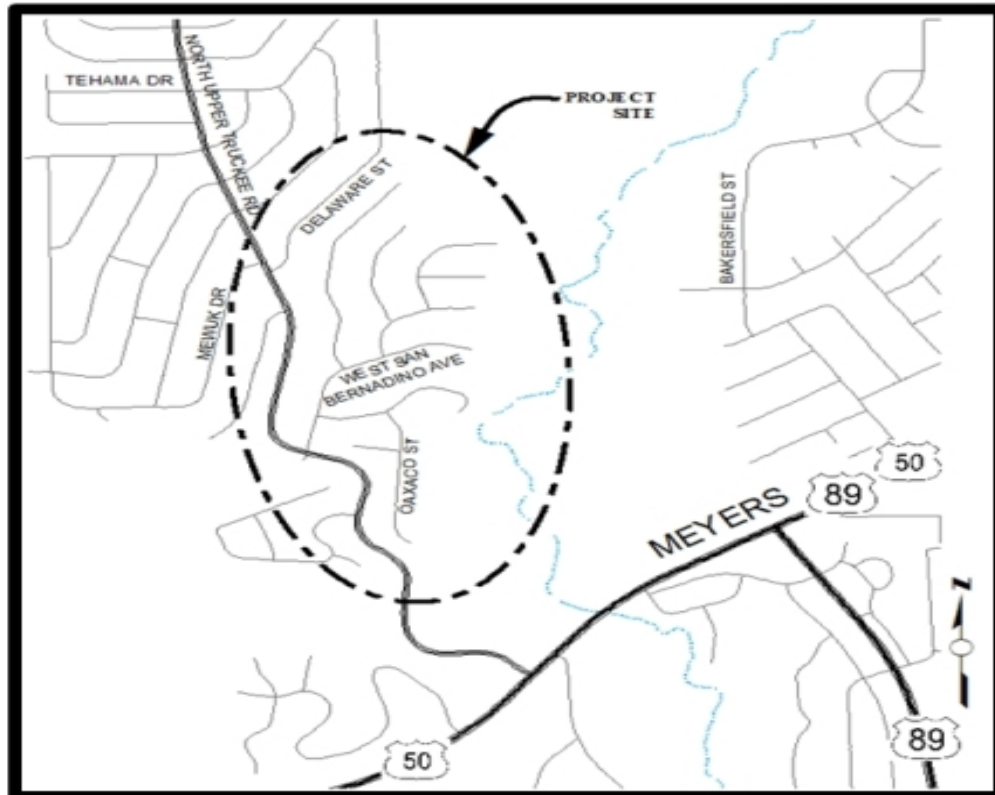 TEHAMA DR
NORTH UPPER TRUCKEE RD
PROJECT
SITE
DELAWARE ST
BAKERSFIELD ST
MEWUK DR
WEST SAN
BERNADINO AVE
OAXACO ST
50
89
MEYERS
N
50
89